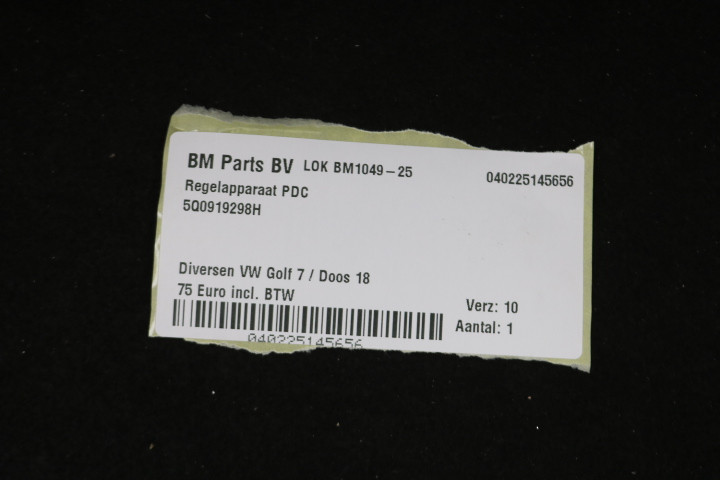 BM Parts BV LOK BM1049-25 040225145656
Regelapparaat PDC
5Q0919298H
Diversen VW Golf 7 / Doos 18
75 Euro incl. BTW
Verz: 10
Aantal: 1
040225145656